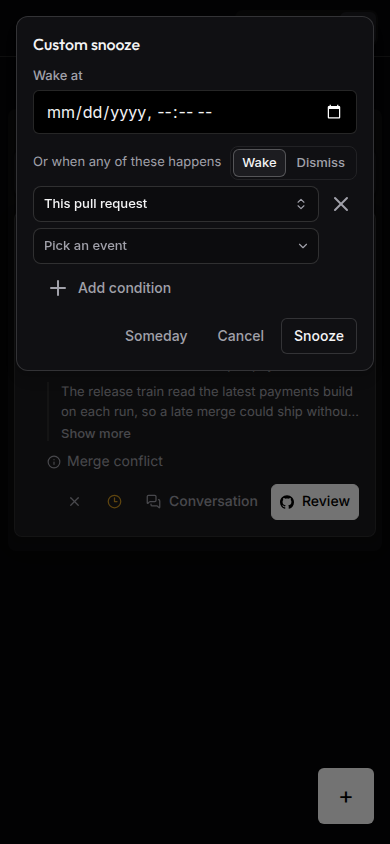 Custom snooze
Wake at
mm/dd/yyyy, --:-- --
Or when any of these happens
Wake
Dismiss
This pull request
Pick an event
Add condition
Someday
Cancel
Snooze
The release train read the latest payments build
on each run, so a late merge could ship withou...
Show more
Merge conflict
Conversation
Review